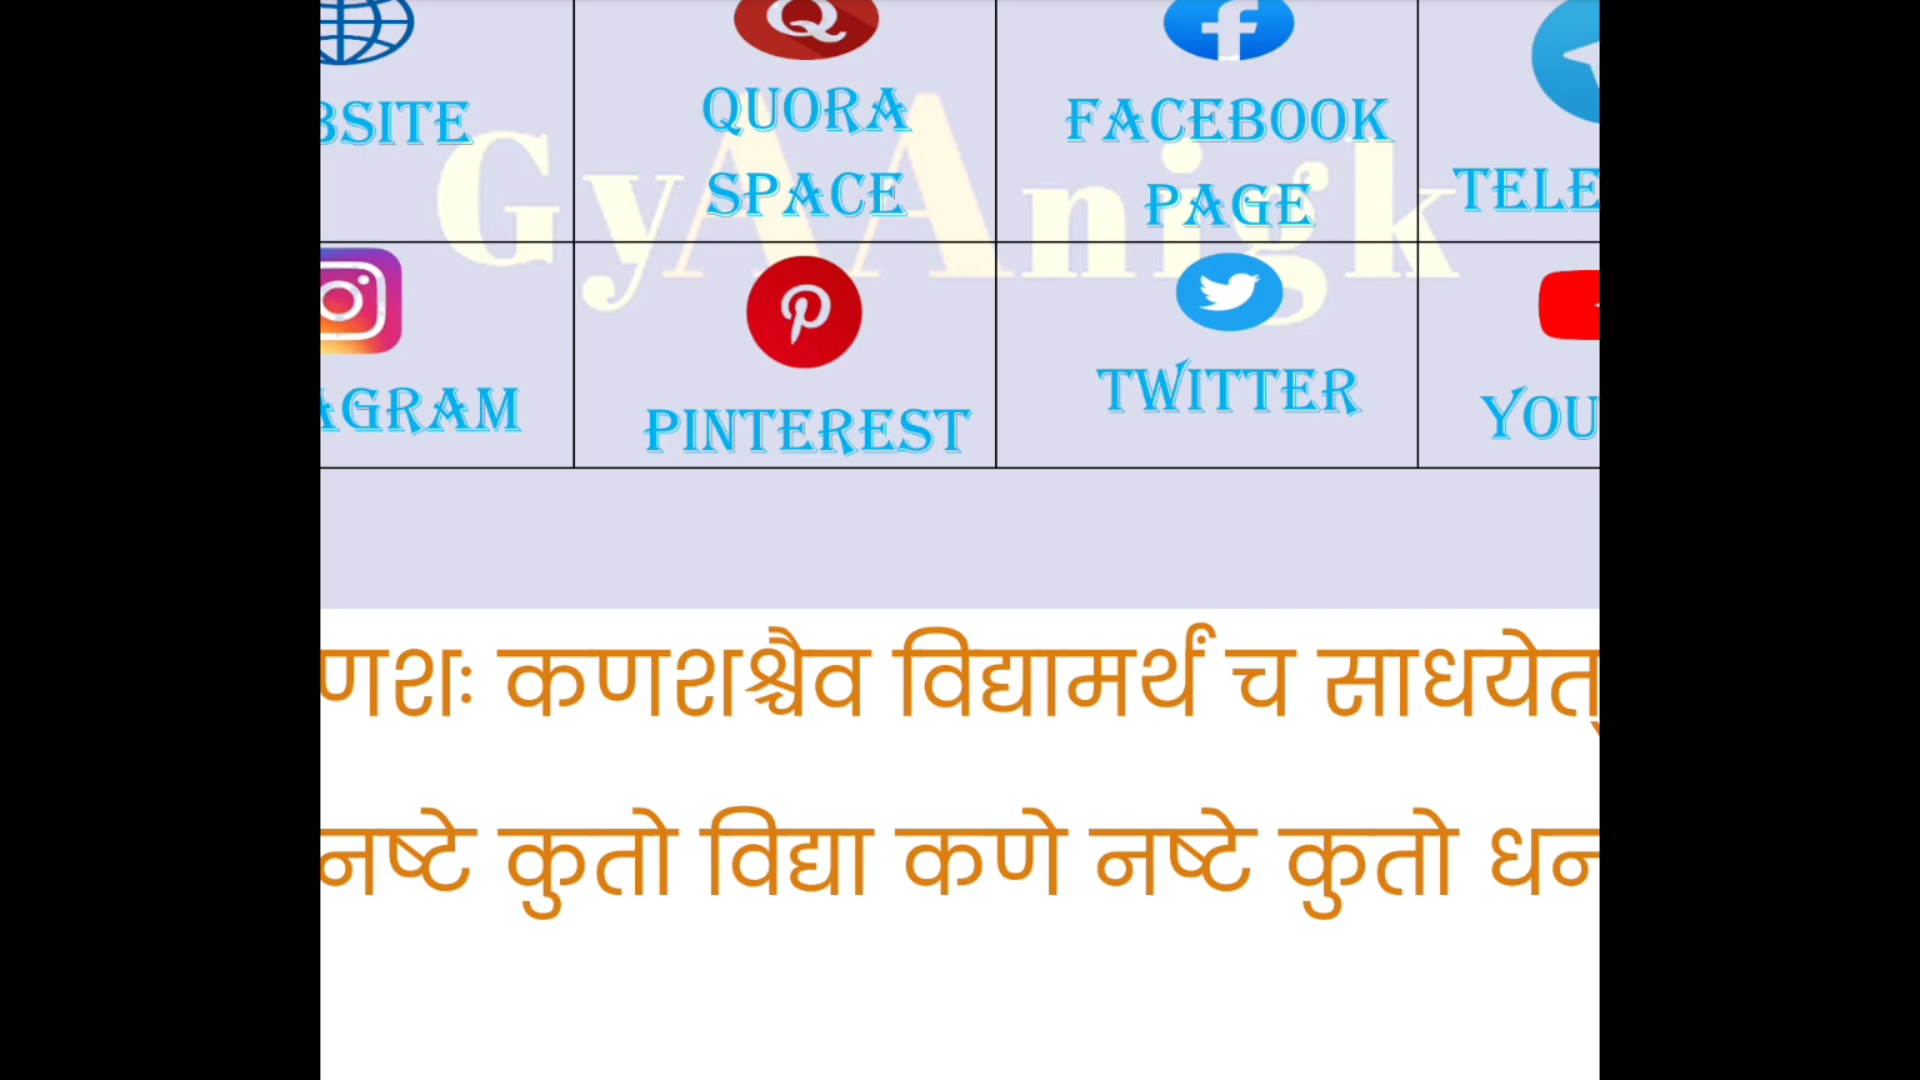 BSITE
QUORA
SPACE
FACEBOOK
PAGE
TELE
GyAAnigk
AGRAM
PINTEREST
TWITTER
YOU
णशः कणशश्चैव विद्यामर्थं च साधयेत्
नष्टे कुतो विद्या कणे नष्टे कुतो धन